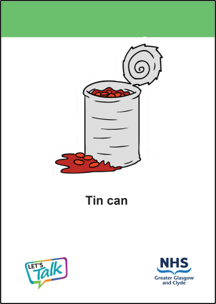 Tin can
LET'S
Talk
NHS
Greater Glasgow
and Clyde